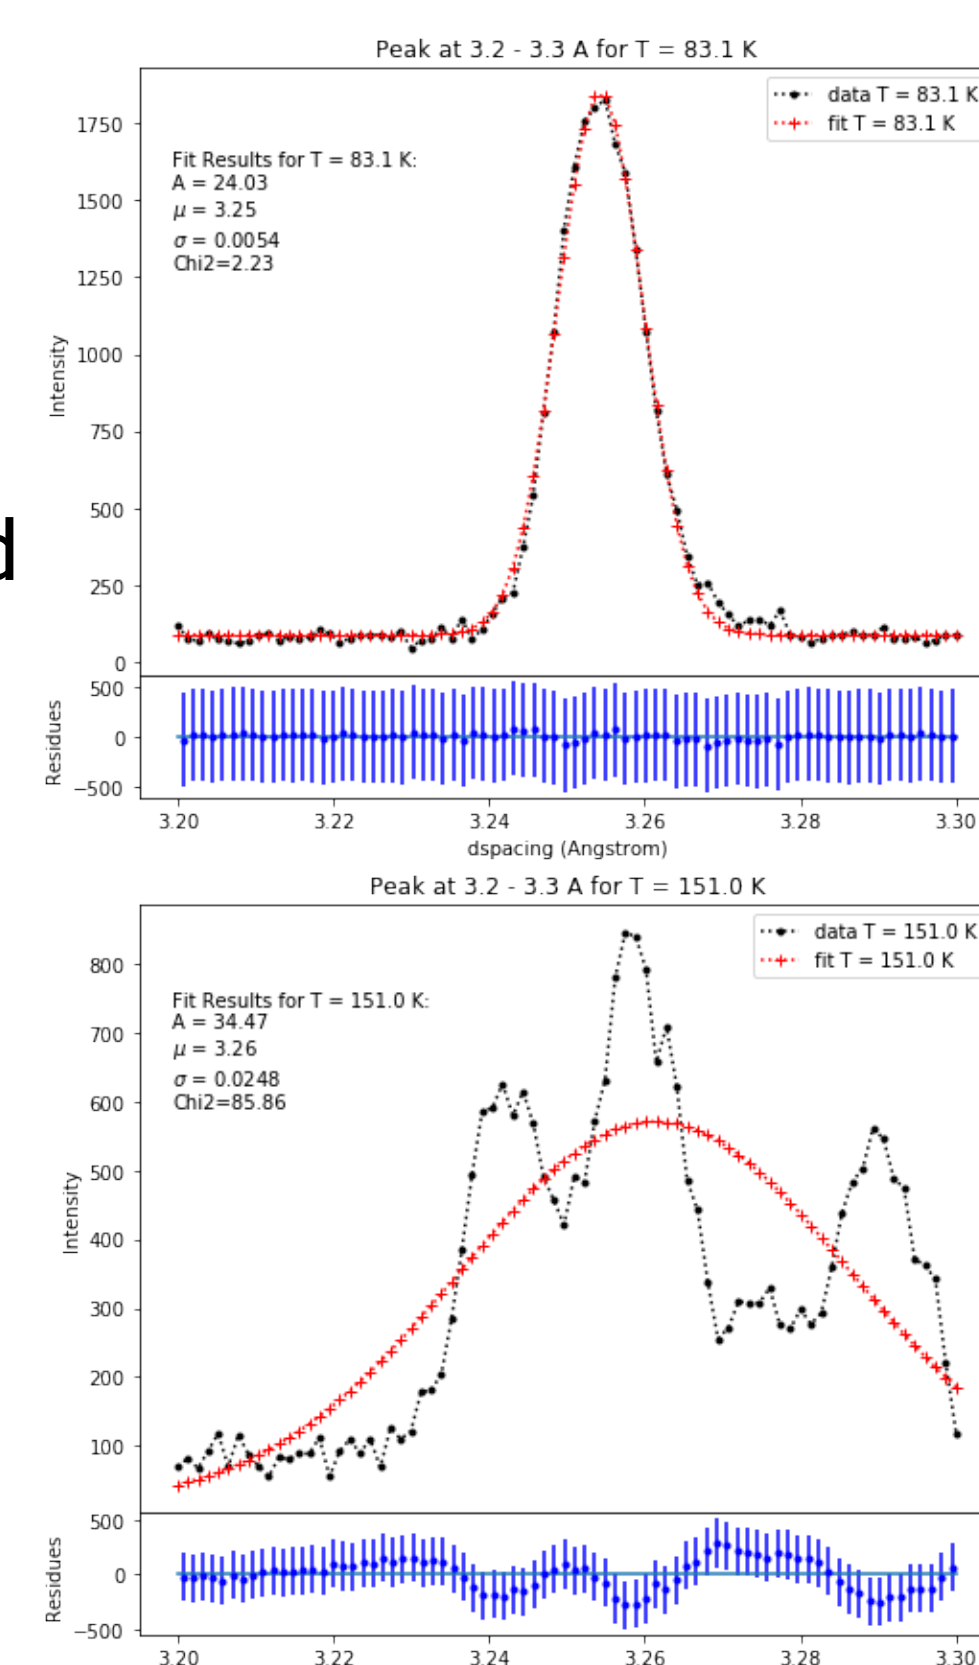 Peak at 3.2 - 3.3 A for T = 83.1 K
data T = 83.1 K
fit T = 83.1 K
Fit Results for T = 83.1 K:
A = 24.03
μ = 3.25
σ = 0.0054
Chi2=2.23
Intensity
1750
1500
1250
1000
750
500
250
0
d
Residues
500
0
−500
3.20 3.22 3.24 3.26 3.28 3.30
dspacing (Angstrom)
Peak at 3.2 - 3.3 A for T = 151.0 K
data T = 151.0 K
fit T = 151.0 K
Fit Results for T = 151.0 K:
A = 34.47
μ = 3.26
σ = 0.0248
Chi2=85.86
Intensity
800
700
600
500
400
300
200
100
Residues
500
0
−500
3.20 3.22 3.24 3.26 3.28 3.30